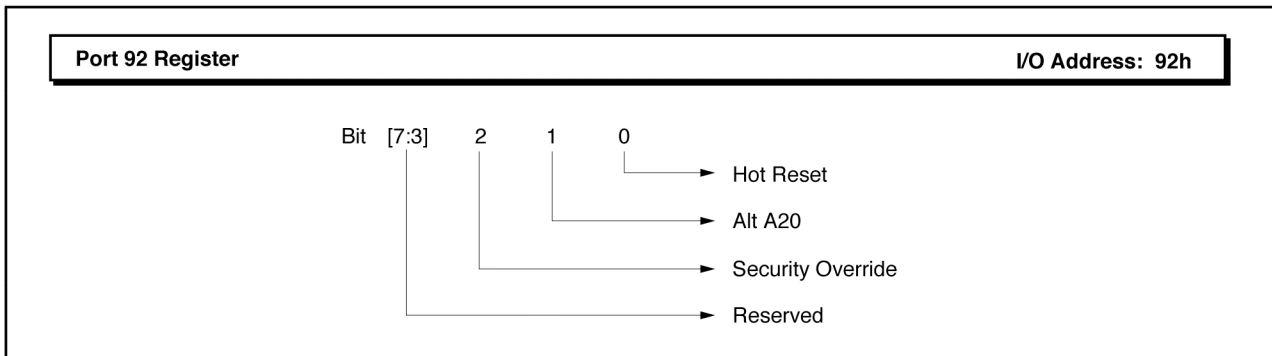 Port 92 Register I/O Address: 92h
Bit [7:3] 2 1 0
Hot Reset
Alt A20
Security Override
Reserved